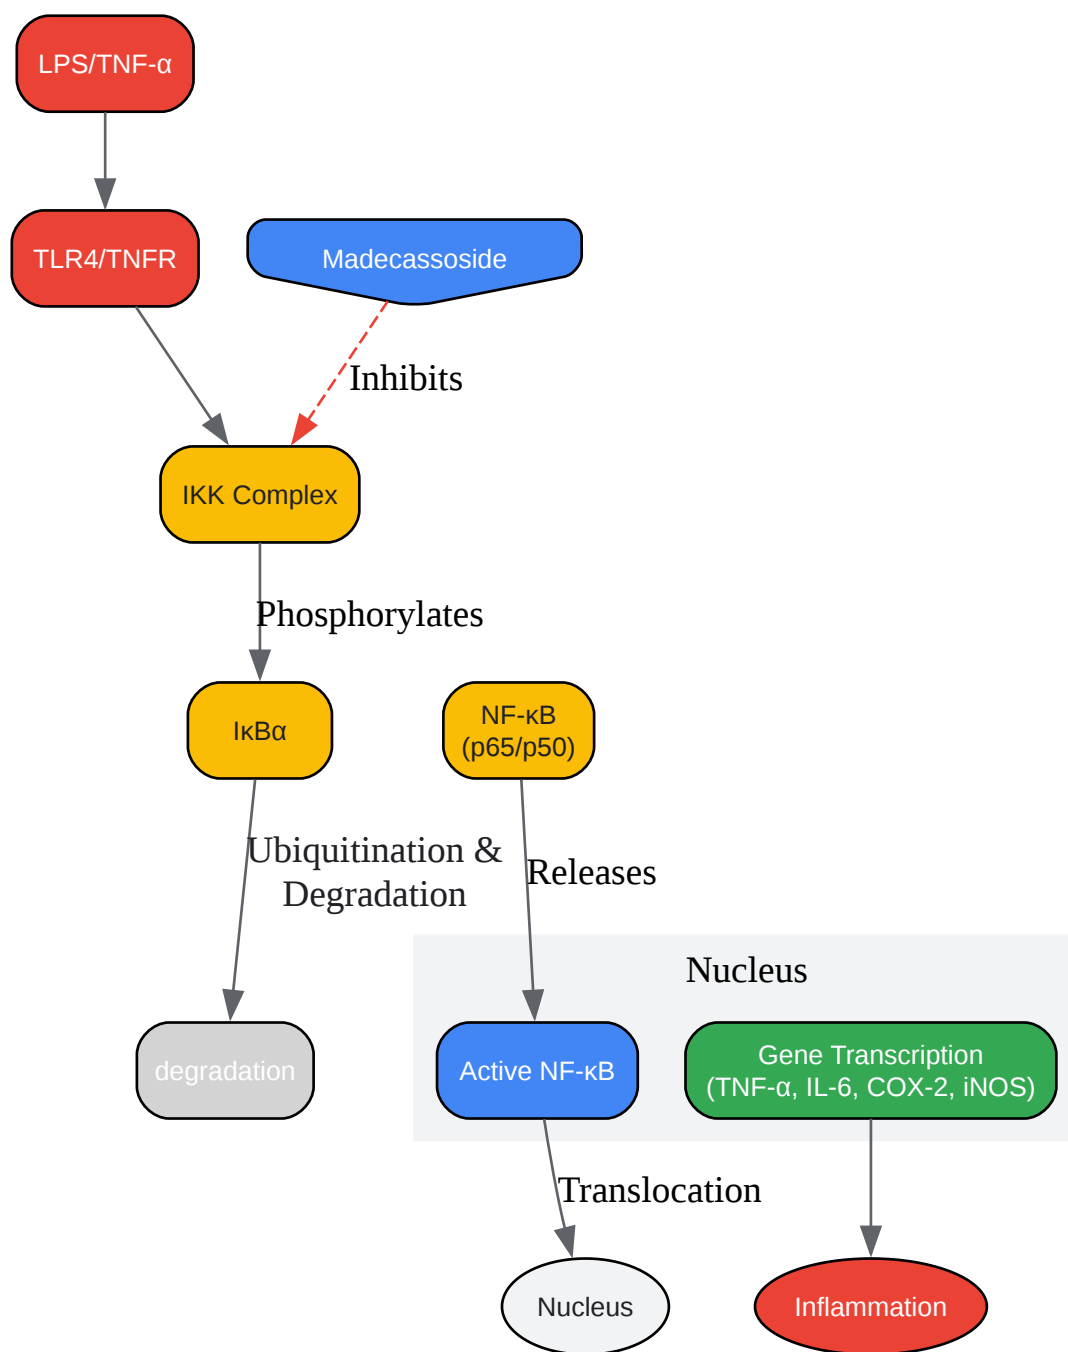 LPS/TNF-α
TLR4/TNFR
Madecassoside
Inhibits
IKK Complex
Phosphorylates
IκBα
NF-κB
(p65/p50)
Ubiquitination &
Degradation
Releases
Nucleus
degradation
Active NF-κB
Gene Transcription
(TNF-α, IL-6, COX-2, iNOS)
Translocation
Nucleus
Inflammation